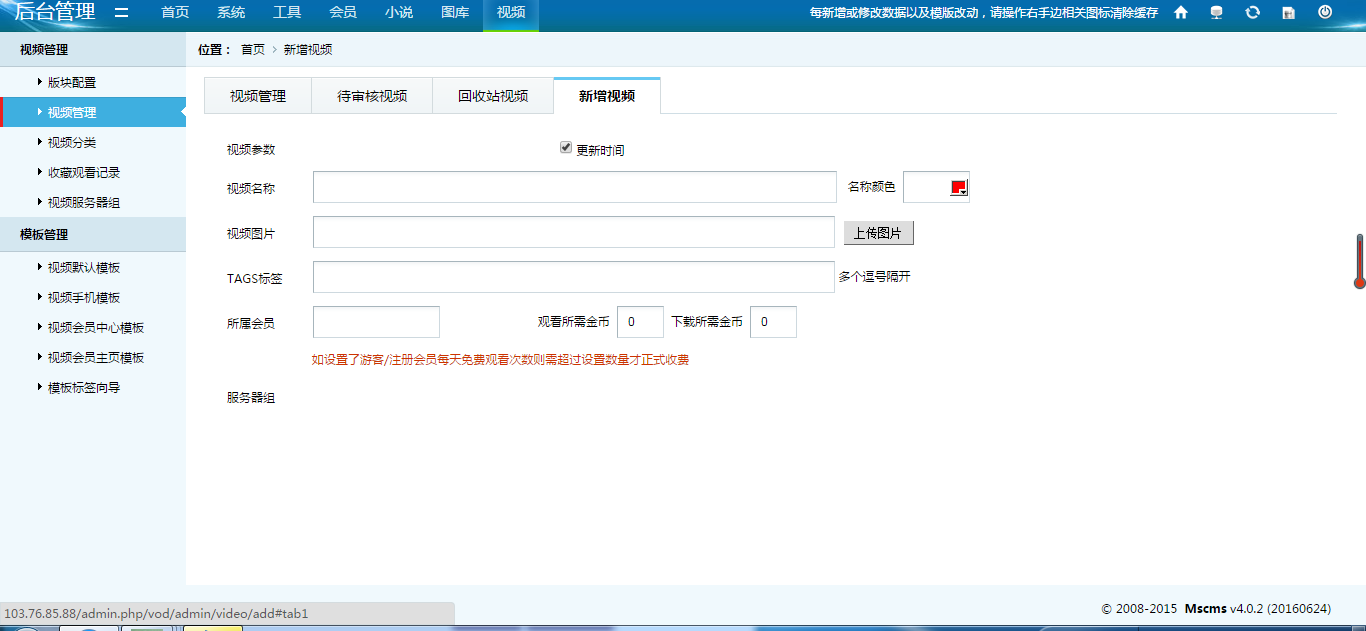 后台管理 首页 系统 工具 会员 小说 图库 视频 每新增或修改数据以及模版改动，请操作右手边相关图标清除缓存
视频管理
版块配置
视频管理
视频分类
收藏观看记录
视频服务器组
模板管理
视频默认模板
视频手机模板
视频会员中心模板
视频会员主页模板
模板标签向导
位置： 首页 › 新增视频
视频管理 待审核视频 回收站视频 新增视频
视频参数 更新时间
视频名称 名称颜色
视频图片 上传图片
TAGS标签 多个逗号隔开
所属会员 观看所需金币 0 下载所需金币 0
如设置了游客/注册会员每天免费观看次数则需超过设置数量才正式收费
服务器组
© 2008-2015 Mscms v4.0.2 (20160624)
103.76.85.88/admin.php/vod/admin/video/add#tab1